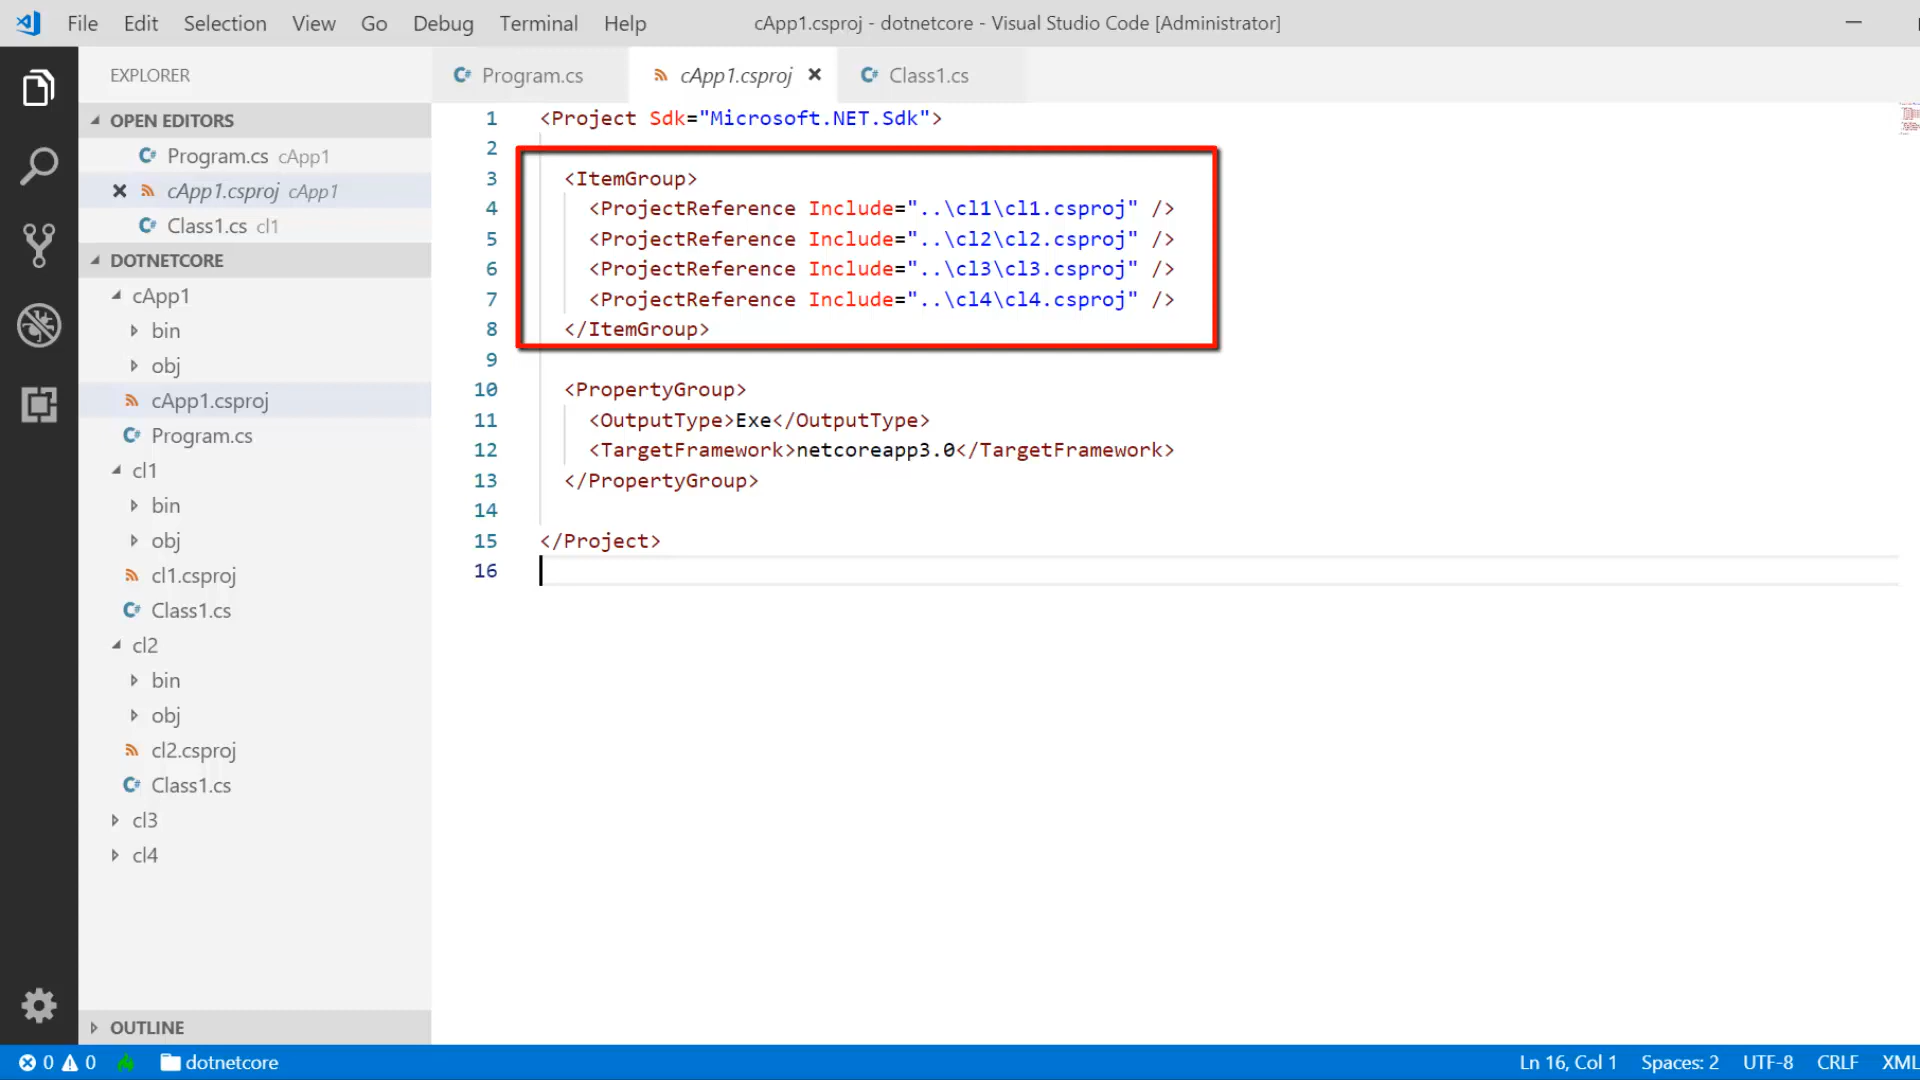 File Edit Selection View Go Debug Terminal Help cApp1.csproj - dotnetcore - Visual Studio Code [Administrator]
EXPLORER
OPEN EDITORS
Program.cs cApp1
cApp1.csproj cApp1
Class1.cs cl1
DOTNETCORE
cApp1
bin
obj
cApp1.csproj
Program.cs
cl1
bin
obj
cl1.csproj
Class1.cs
cl2
bin
obj
cl2.csproj
Class1.cs
cl3
cl4
OUTLINE
Program.cs cApp1.csproj Class1.cs
1 <Project Sdk="Microsoft.NET.Sdk">
2
3 <ItemGroup>
4 <ProjectReference Include="..\cl1\cl1.csproj" />
5 <ProjectReference Include="..\cl2\cl2.csproj" />
6 <ProjectReference Include="..\cl3\cl3.csproj" />
7 <ProjectReference Include="..\cl4\cl4.csproj" />
8 </ItemGroup>
9
10 <PropertyGroup>
11 <OutputType>Exe</OutputType>
12 <TargetFramework>netcoreapp3.0</TargetFramework>
13 </PropertyGroup>
14
15 </Project>
16
0 0 dotnetcore Ln 16, Col 1 Spaces: 2 UTF-8 CRLF XML